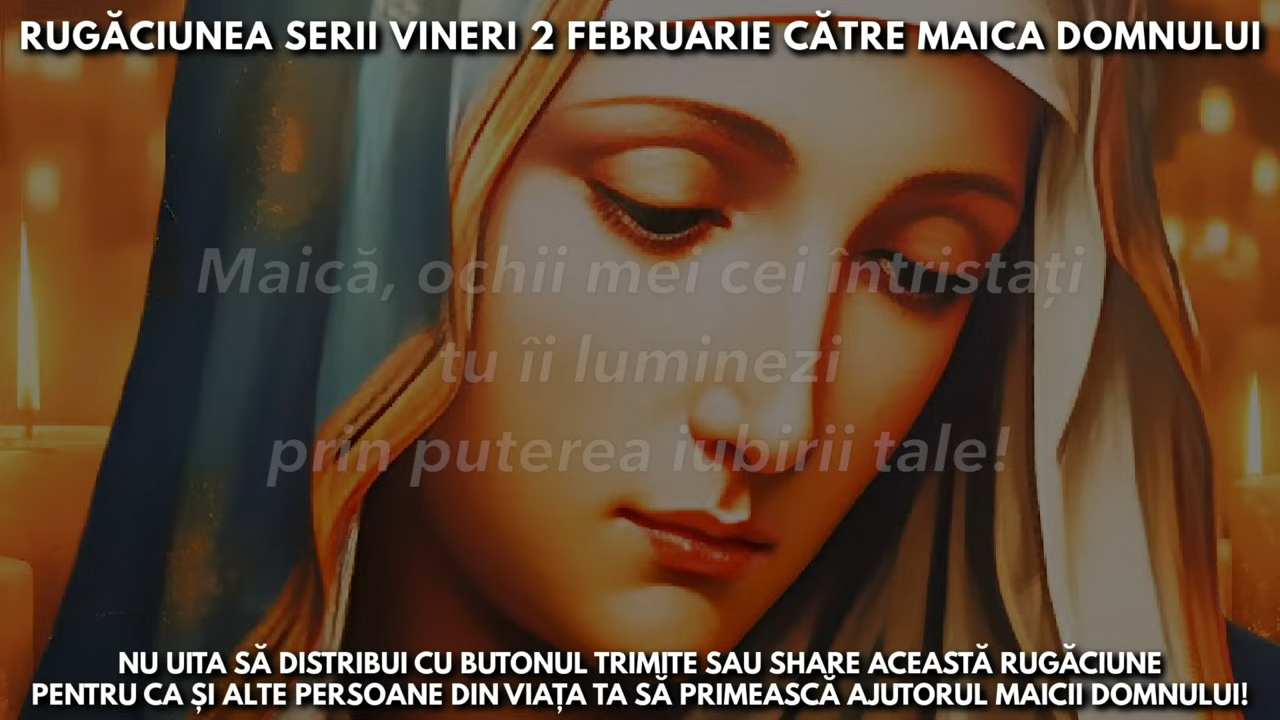 RUGĂCIUNEA SERII VINERI 2 FEBRUARIE CĂTRE MAICA DOMNULUI
Maică, ochii mei cei întristați
tu îi luminezi
prin puterea iubirii tale!
NU UITA SĂ DISTRIBUI CU BUTONUL TRIMITE SAU SHARE ACEASTĂ RUGĂCIUNE
PENTRU CA ȘI ALTE PERSOANE DIN VIAȚA TA SĂ PRIMEASCĂ AJUTORUL MAICII DOMNULUI!